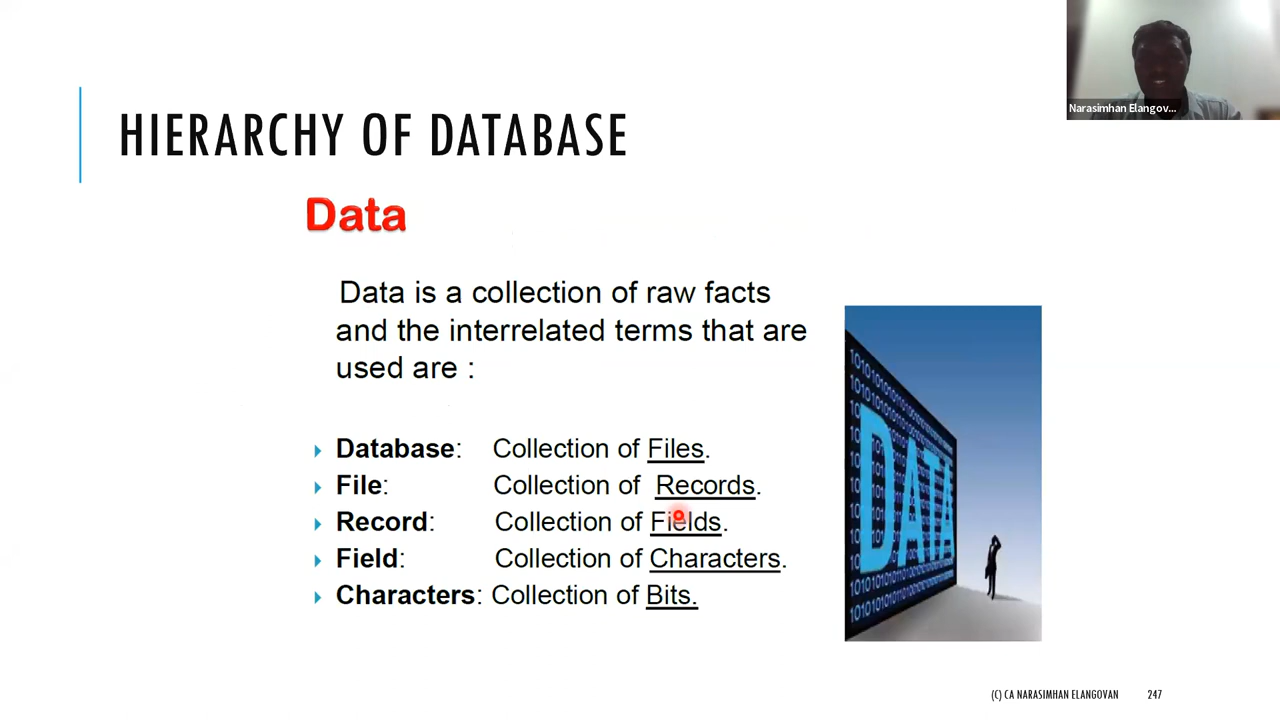 Narasimhan Elangov...
HIERARCHY OF DATABASE
Data
Data is a collection of raw facts
and the interrelated terms that are
used are :
Database: Collection of Files.
File: Collection of Records.
Record: Collection of Fields.
Field: Collection of Characters.
Characters: Collection of Bits.
DATA
(C) CA NARASIMHAN ELANGOVAN 247